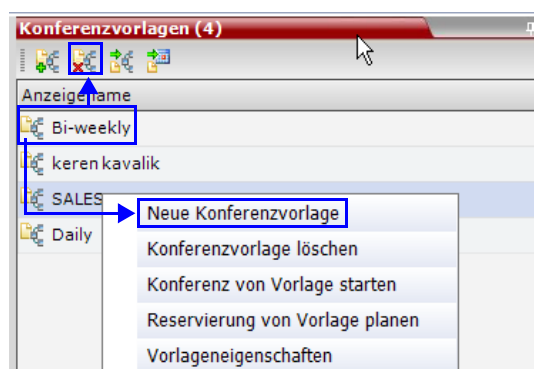 Konferenzvorlagen (4)
Anzeigename
Bi-weekly
keren kavalik
SALES
Neue Konferenzvorlage
Daily
Konferenzvorlage löschen
Konferenz von Vorlage starten
Reservierung von Vorlage planen
Vorlageneigenschaften